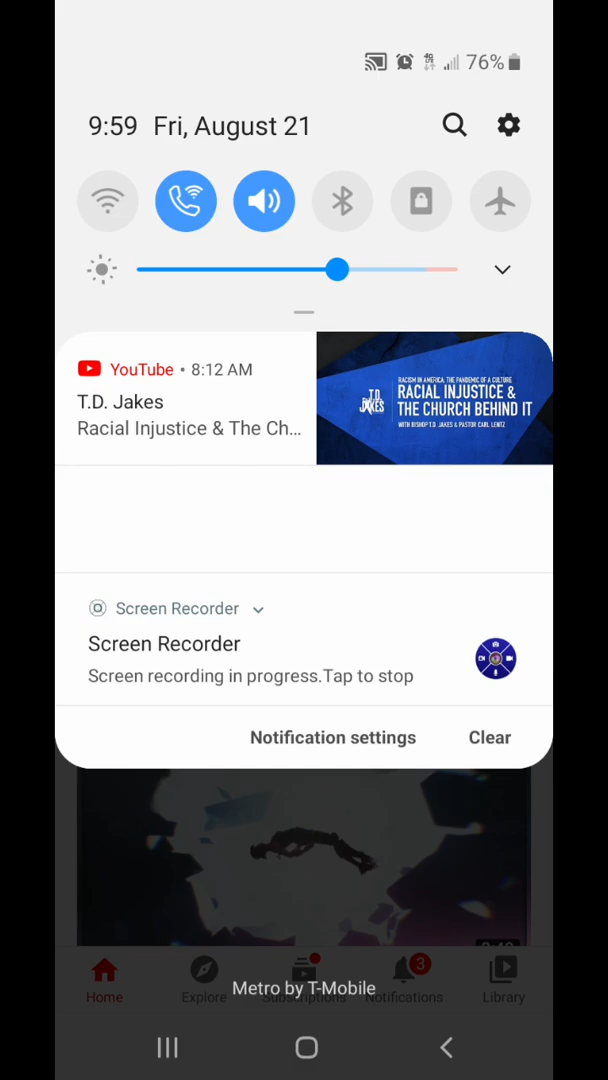 76%
9:59 Fri, August 21
YouTube • 8:12 AM
T.D. Jakes
Racial Injustice & The Ch...
T.D. JAKES
RACISM IN AMERICA, THE PANDEMIC OF A CULTURE
RACIAL INJUSTICE &
THE CHURCH BEHIND IT
WITH BISHOP T.D. JAKES & PASTOR CARL LENTZ
Screen Recorder
Screen Recorder
Screen recording in progress.Tap to stop
Notification settings Clear
3
Home Explore Subscriptions Notifications Library
Metro by T-Mobile